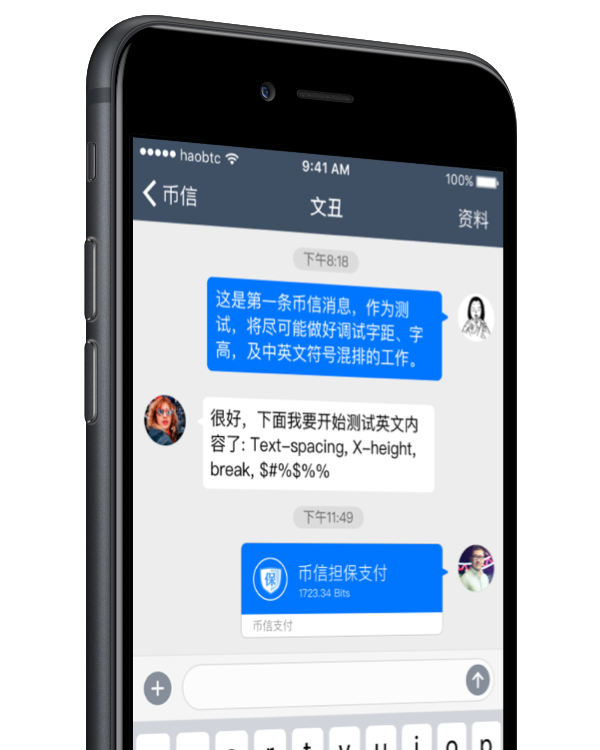 haobtc
9:41 AM
100%
币信
文丑
资料
下午8:18
这是第一条币信消息，作为测
试，将尽可能做好调试字距、字
高，及中英文符号混排的工作。
很好，下面我要开始测试英文内
容了: Text-spacing, X-height,
break, $#%$%%
下午11:49
保
币信担保支付
1723.34 Bits
币信支付
e r t y u i o p